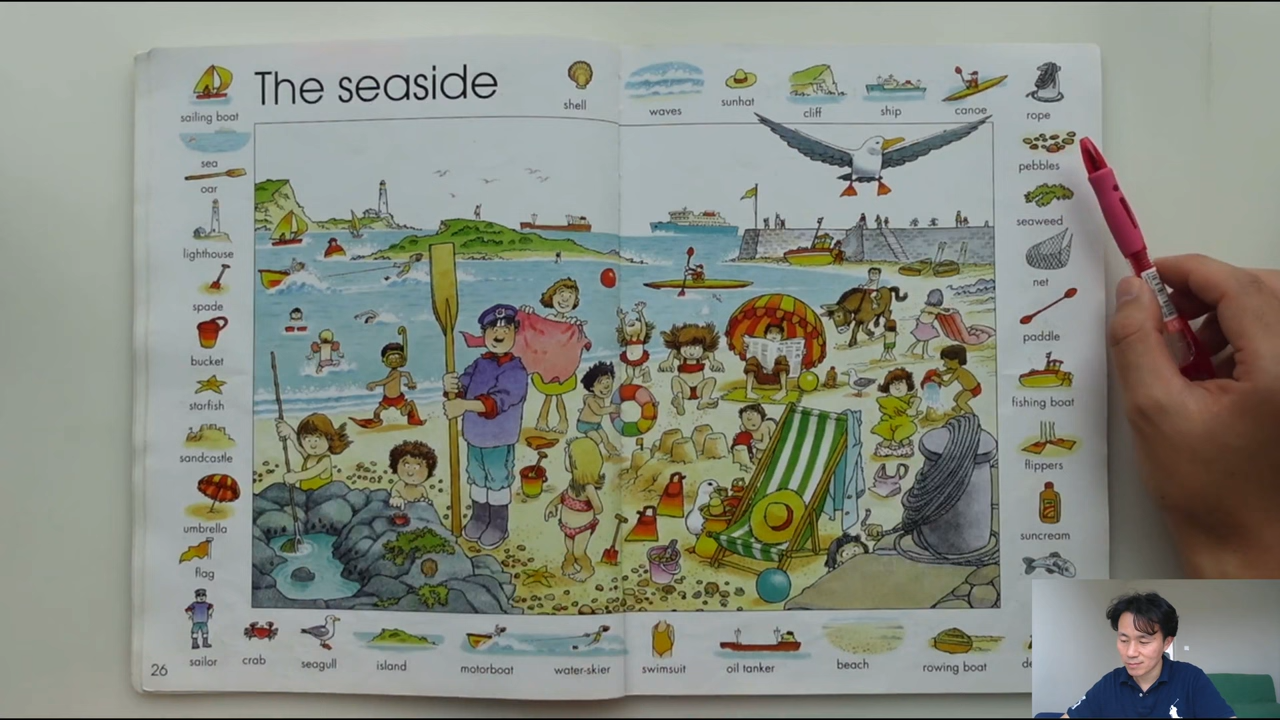 The seaside
sailing boat
sea
oar
lighthouse
spade
bucket
starfish
sandcastle
umbrella
flag
sailor
shell
waves
sunhat
cliff
ship
canoe
rope
pebbles
seaweed
net
paddle
fishing boat
flippers
suncream
crab
seagull
island
motorboat
water-skier
swimsuit
oil tanker
beach
rowing boat
26